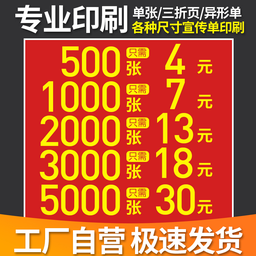 专业印刷
单张/三折页/异形单
各种尺寸宣传单印刷
500张 只需 4元
1000张 只需 7元
2000张 只需 13元
3000张 只需 18元
5000张 只需 30元
工厂自营 极速发货